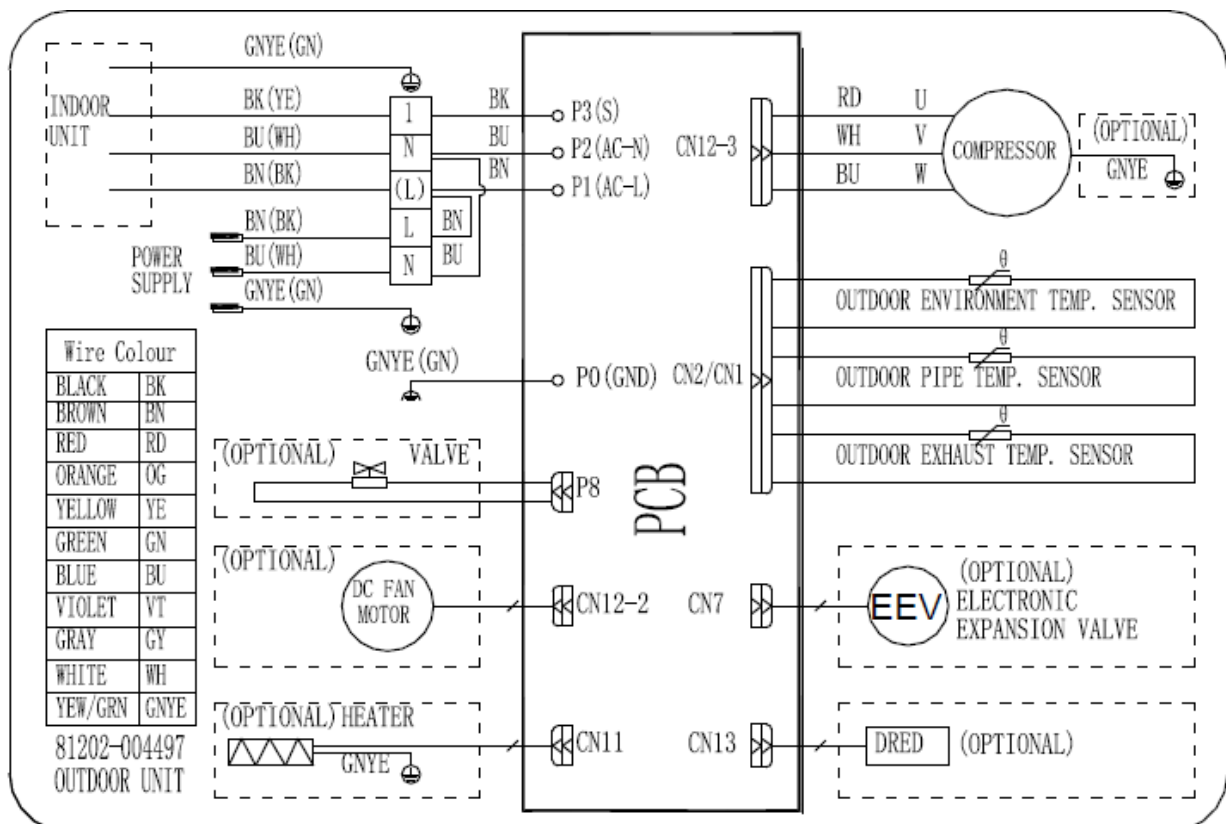 GNYE(GN)
INDOOR
UNIT
BK(YE)
BU(WH)
BN(BK)
1
N
(L)
L
N
BK
BU
BN
BN
BU
BN(BK)
BU(WH)
GNYE(GN)
POWER
SUPPLY
P3(S)
P2(AC-N)
P1(AC-L)
CN12-3
RD U
WH V
BU W
COMPRESSOR
(OPTIONAL)
GNYE
θ
OUTDOOR ENVIRONMENT TEMP. SENSOR
θ
OUTDOOR PIPE TEMP. SENSOR
θ
OUTDOOR EXHAUST TEMP. SENSOR
GNYE(GN)
P0(GND)
CN2/CN1
Wire Colour
BLACK BK
BROWN BN
RED RD
ORANGE OG
YELLOW YE
GREEN GN
BLUE BU
VIOLET VT
GRAY GY
WHITE WH
YEW/GRN GNYE
81202-004497
OUTDOOR UNIT
(OPTIONAL) VALVE
P8
PCB
(OPTIONAL)
DC FAN
MOTOR
CN12-2
CN7
EEV
(OPTIONAL)
ELECTRONIC
EXPANSION VALVE
(OPTIONAL) HEATER
GNYE
CN11
CN13
DRED
(OPTIONAL)